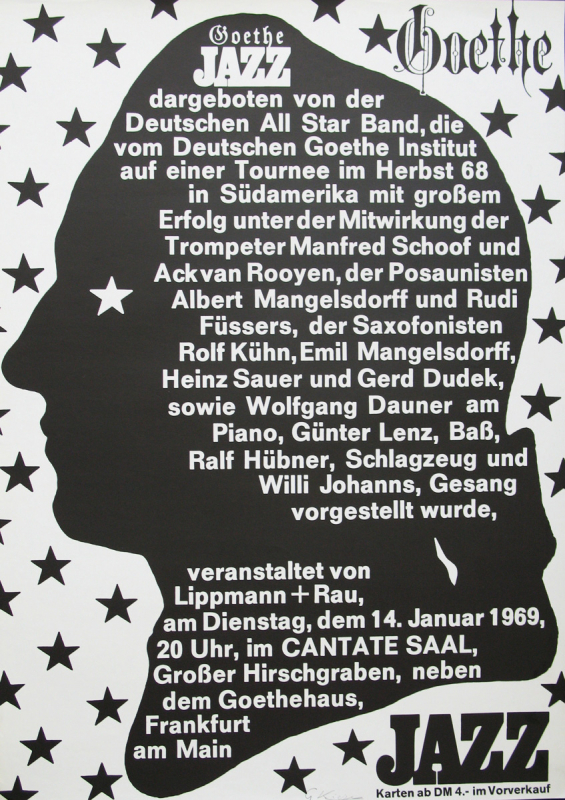 Goethe
Goethe
JAZZ
dargeboten von der
Deutschen All Star Band, die
vom Deutschen Goethe Institut
auf einer Tournee im Herbst 68
in Südamerika mit großem
Erfolg unter der Mitwirkung der
Trompeter Manfred Schoof und
Ack van Rooyen, der Posaunisten
Albert Mangelsdorff und Rudi
Füssers, der Saxofonisten
Rolf Kühn, Emil Mangelsdorff,
Heinz Sauer und Gerd Dudek,
sowie Wolfgang Dauner am
Piano, Günter Lenz, Baß,
Ralf Hübner, Schlagzeug und
Willi Johanns, Gesang
vorgestellt wurde,
veranstaltet von
Lippmann + Rau,
am Dienstag, dem 14. Januar 1969,
20 Uhr, im CANTATE SAAL,
Großer Hirschgraben, neben
dem Goethehaus,
Frankfurt
am Main
JAZZ
Karten ab DM 4.- im Vorverkauf